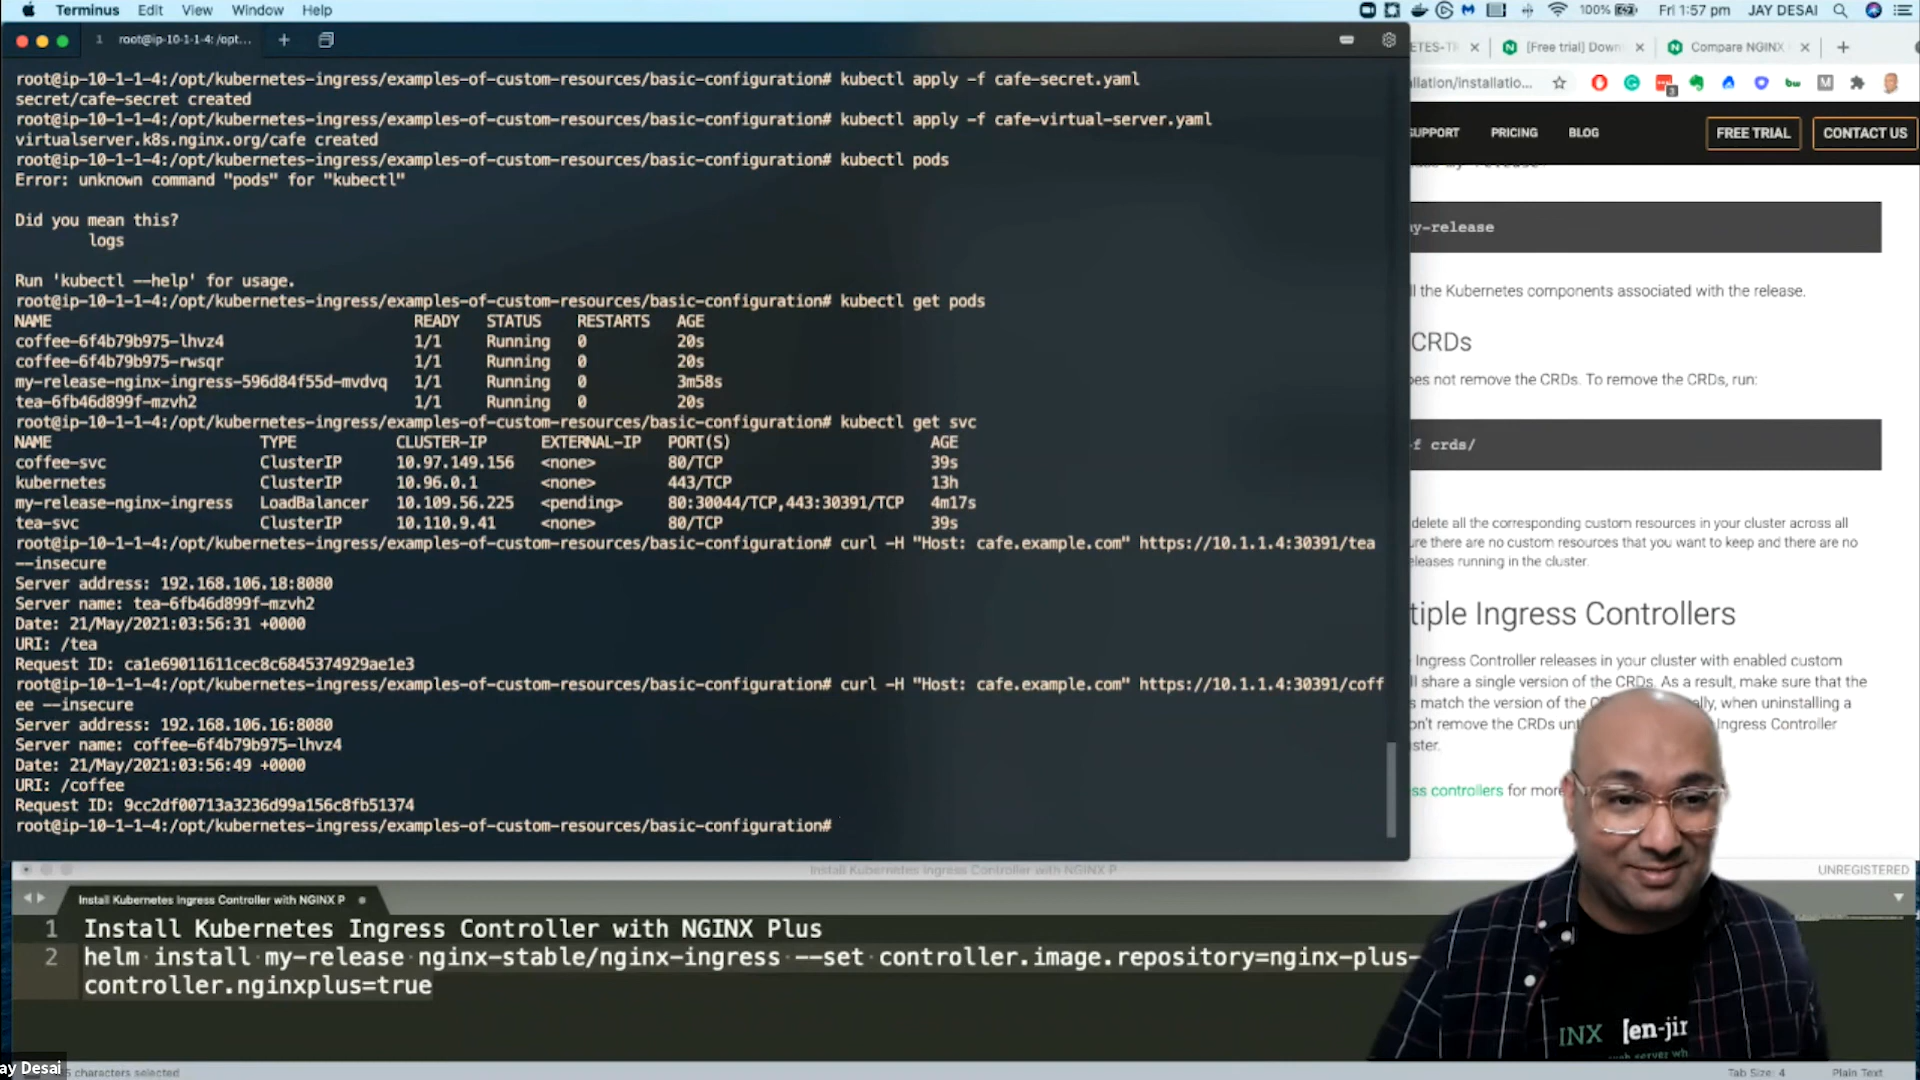 Terminus Edit View Window Help
100% Fri 1:57 pm JAY DESAI
1 root@ip-10-1-1-4: /opt...
[Free trial] Down
Compare NGINX
llation/installatio...
SUPPORT PRICING BLOG FREE TRIAL CONTACT US
root@ip-10-1-1-4:/opt/kubernetes-ingress/examples-of-custom-resources/basic-configuration# kubectl apply -f cafe-secret.yaml
secret/cafe-secret created
root@ip-10-1-1-4:/opt/kubernetes-ingress/examples-of-custom-resources/basic-configuration# kubectl apply -f cafe-virtual-server.yaml
virtualserver.k8s.nginx.org/cafe created
root@ip-10-1-1-4:/opt/kubernetes-ingress/examples-of-custom-resources/basic-configuration# kubectl pods
Error: unknown command "pods" for "kubectl"
Did you mean this?
logs
Run 'kubectl --help' for usage.
root@ip-10-1-1-4:/opt/kubernetes-ingress/examples-of-custom-resources/basic-configuration# kubectl get pods
NAME READY STATUS RESTARTS AGE
coffee-6f4b79b975-lhvz4 1/1 Running 0 20s
coffee-6f4b79b975-rwsqr 1/1 Running 0 20s
my-release-nginx-ingress-596d84f55d-mvdvq 1/1 Running 0 3m58s
tea-6fb46d899f-mzvh2 1/1 Running 0 20s
root@ip-10-1-1-4:/opt/kubernetes-ingress/examples-of-custom-resources/basic-configuration# kubectl get svc
NAME TYPE CLUSTER-IP EXTERNAL-IP PORT(S) AGE
coffee-svc ClusterIP 10.97.149.156 <none> 80/TCP 39s
kubernetes ClusterIP 10.96.0.1 <none> 443/TCP 13h
my-release-nginx-ingress LoadBalancer 10.109.56.225 <pending> 80:30044/TCP,443:30391/TCP 4m17s
tea-svc ClusterIP 10.110.9.41 <none> 80/TCP 39s
root@ip-10-1-1-4:/opt/kubernetes-ingress/examples-of-custom-resources/basic-configuration# curl -H "Host: cafe.example.com" https://10.1.1.4:30391/tea
--insecure
Server address: 192.168.106.18:8080
Server name: tea-6fb46d899f-mzvh2
Date: 21/May/2021:03:56:31 +0000
URI: /tea
Request ID: ca1e69011611cec8c6845374929ae1e3
root@ip-10-1-1-4:/opt/kubernetes-ingress/examples-of-custom-resources/basic-configuration# curl -H "Host: cafe.example.com" https://10.1.1.4:30391/coff
ee --insecure
Server address: 192.168.106.16:8080
Server name: coffee-6f4b79b975-lhvz4
Date: 21/May/2021:03:56:49 +0000
URI: /coffee
Request ID: 9cc2df00713a3236d99a156c8fb51374
root@ip-10-1-1-4:/opt/kubernetes-ingress/examples-of-custom-resources/basic-configuration#
y-release
ll the Kubernetes components associated with the release.
CRDs
es not remove the CRDs. To remove the CRDs, run:
-f crds/
delete all the corresponding custom resources in your cluster across all
ure there are no custom resources that you want to keep and there are no
eleases running in the cluster.
tiple Ingress Controllers
Ingress Controller releases in your cluster with enabled custom
ll share a single version of the CRDs. As a result, make sure that the
s match the version of the ally, when uninstalling a
on't remove the CRDs Ingress Controller
ster.
ss controllers for more
Install Kubernetes Ingress Controller with NGINX P
UNREGISTERED
Install Kubernetes Ingress Controller with NGINX P
1 Install Kubernetes Ingress Controller with NGINX Plus
2 helm install my-release nginx-stable/nginx-ingress --set controller.image.repository=nginx-plus-
controller.nginxplus=true
INX [en-jin
ay Desai
characters selected
Tab Size: 4 Plain Text